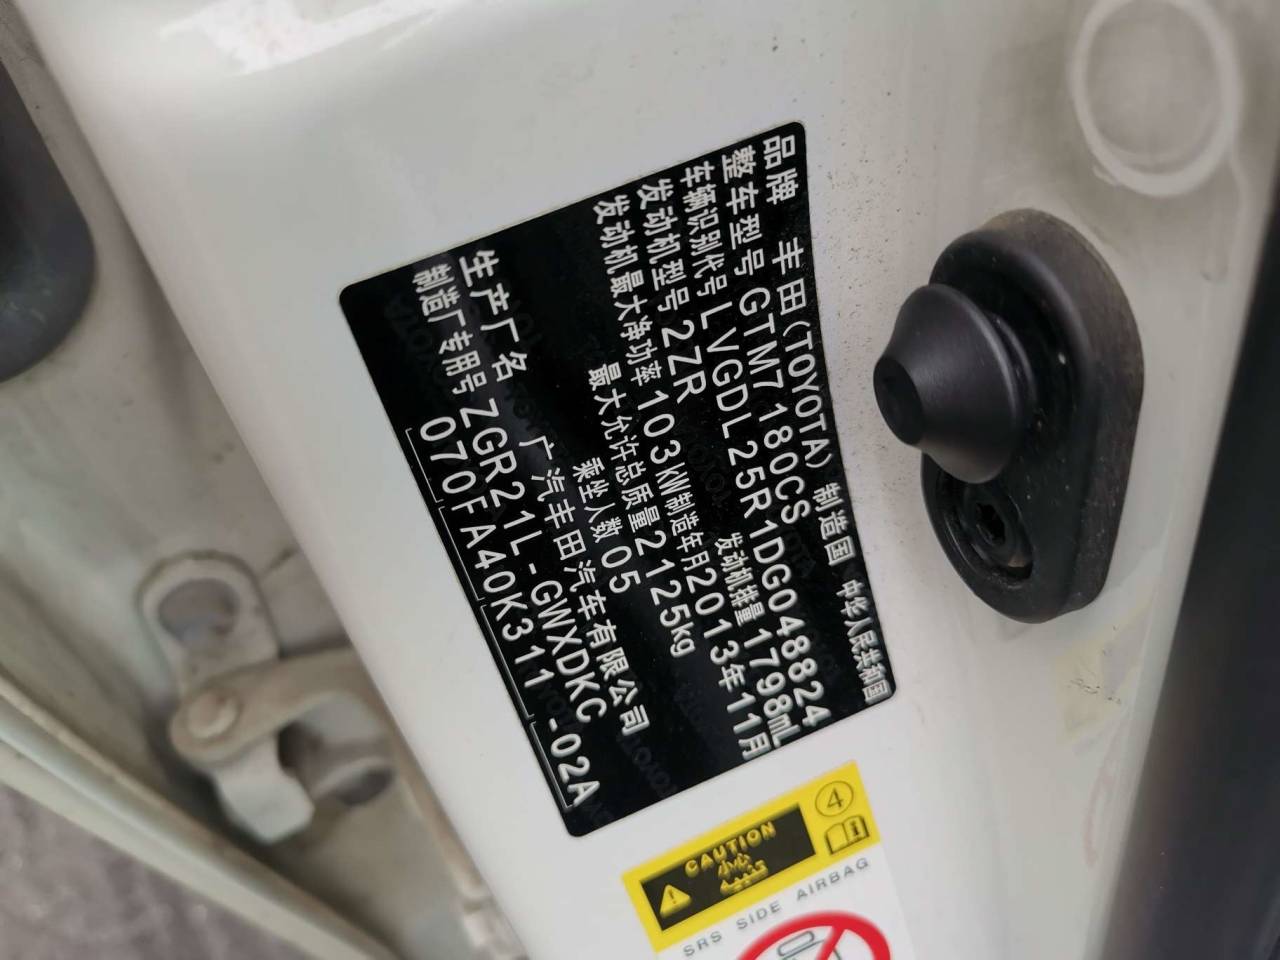 品牌 丰田(TOYOTA) 制造国 中华人民共和国
整车型号 GTM7180CS
车辆识别代号 LVGDL25R1DG048824
发动机型号 2ZR 发动机排量 1798mL
发动机最大净功率 103kW 制造年月 2013年11月
最大允许总质量 2125kg
乘坐人数 05
生产厂名 广汽丰田汽车有限公司
制造厂专用号 ZGR21L-GWXDKC
070FA40K311 -02A
CAUTION
小心
4
SRS SIDE AIRBAG